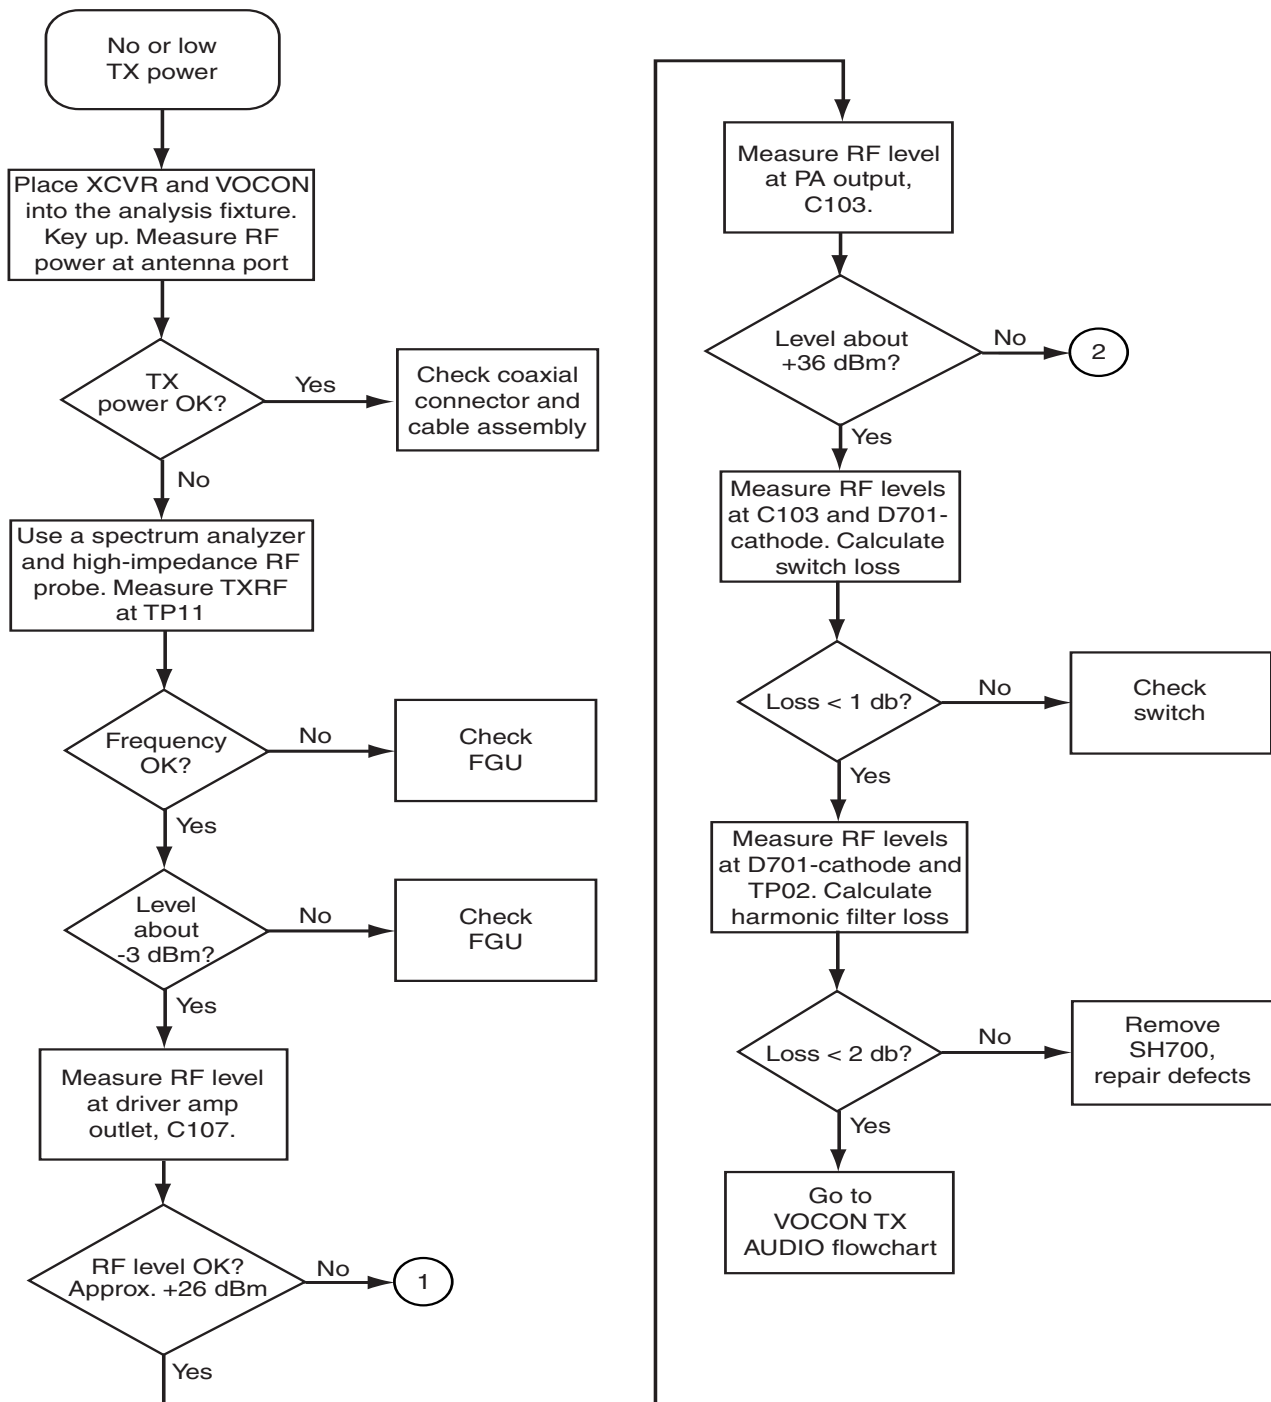 No or low
TX power
Place XCVR and VOCON
into the analysis fixture.
Key up. Measure RF
power at antenna port
TX
power OK?
Yes
Check coaxial
connector and
cable assembly
No
Use a spectrum analyzer
and high-impedance RF
probe. Measure TXRF
at TP11
Frequency
OK?
No
Check
FGU
Yes
Level
about
-3 dBm?
No
Check
FGU
Yes
Measure RF level
at driver amp
outlet, C107.
RF level OK?
Approx. +26 dBm
No
1
Yes
Measure RF level
at PA output,
C103.
Level about
+36 dBm?
No
2
Yes
Measure RF levels
at C103 and D701-
cathode. Calculate
switch loss
Loss < 1 db?
No
Check
switch
Yes
Measure RF levels
at D701-cathode and
TP02. Calculate
harmonic filter loss
Loss < 2 db?
No
Remove
SH700,
repair defects
Yes
Go to
VOCON TX
AUDIO flowchart